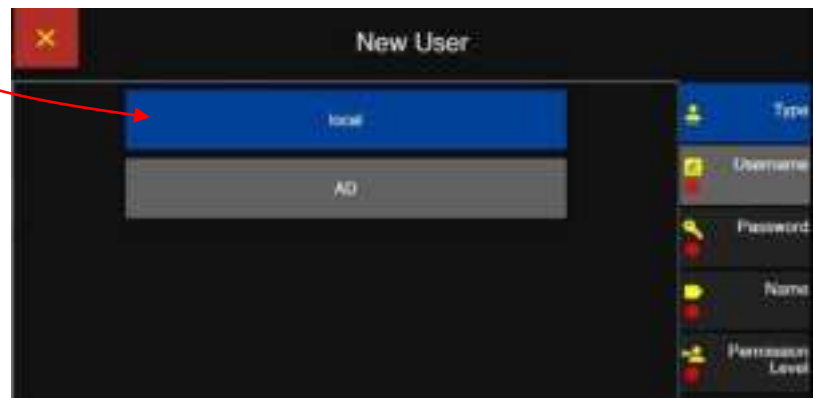 New User
local
AD
Type
Username
Password
Name
Permission
Level